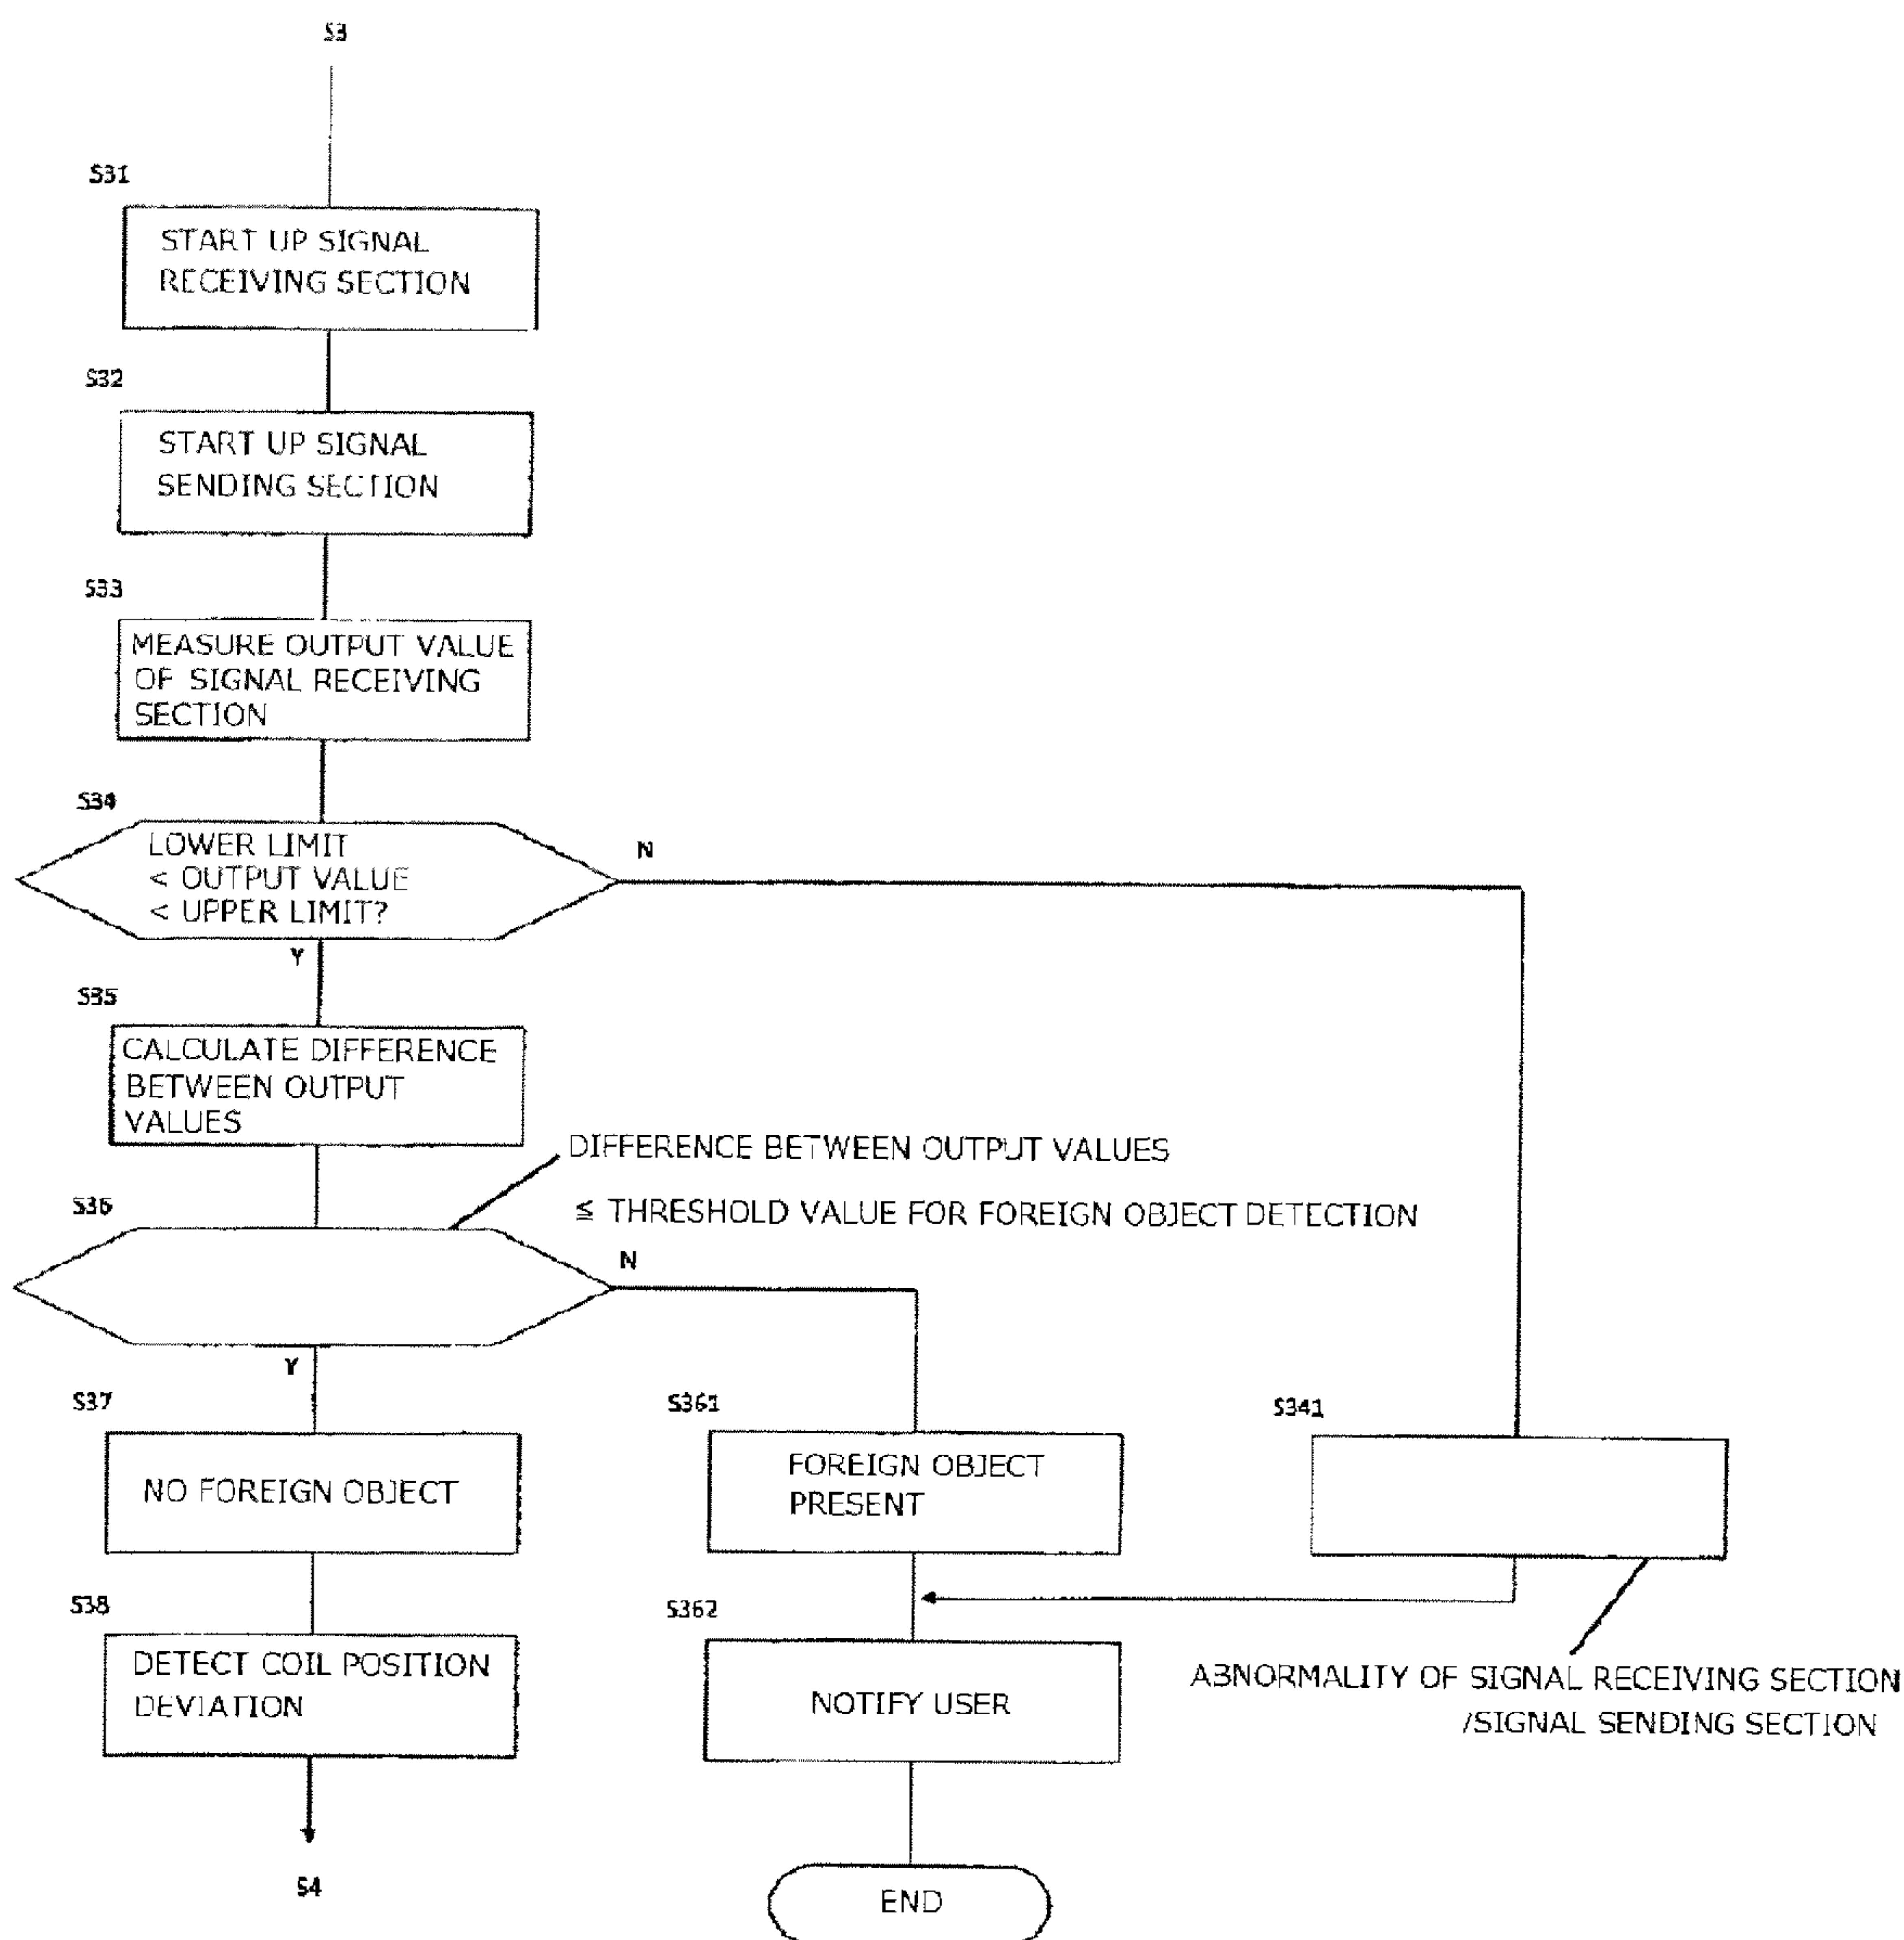 S3
S31
START UP SIGNAL
RECEIVING SECTION
S32
START UP SIGNAL
SENDING SECTION
S33
MEASURE OUTPUT VALUE
OF SIGNAL RECEIVING
SECTION
S34
LOWER LIMIT
< OUTPUT VALUE
< UPPER LIMIT?
N
Y
S35
CALCULATE DIFFERENCE
BETWEEN OUTPUT
VALUES
DIFFERENCE BETWEEN OUTPUT VALUES
≦ THRESHOLD VALUE FOR FOREIGN OBJECT DETECTION
S36
N
Y
S37
NO FOREIGN OBJECT
S361
FOREIGN OBJECT
PRESENT
S341
S38
DETECT COIL POSITION
DEVIATION
S362
NOTIFY USER
ABNORMALITY OF SIGNAL RECEIVING SECTION
/SIGNAL SENDING SECTION
S4
END